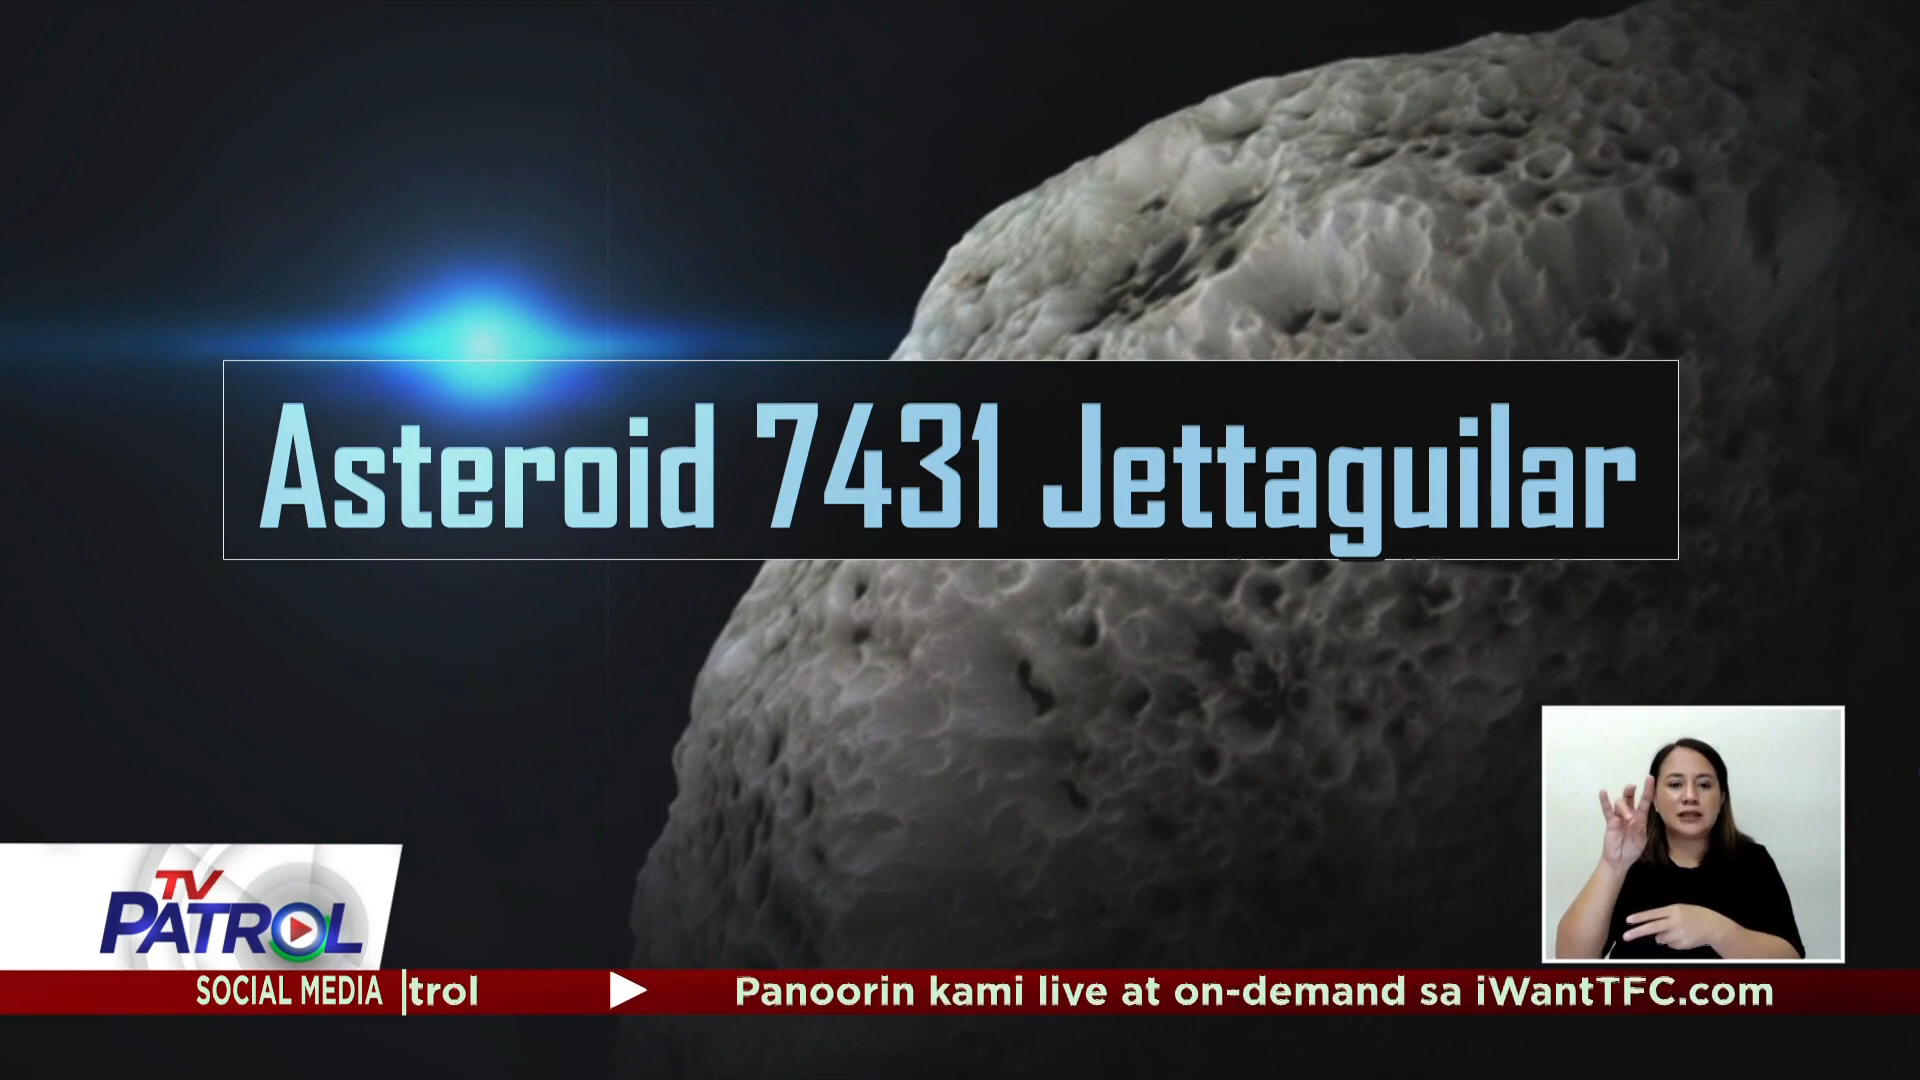 Asteroid 7431 Jettaguilar
TV
PATROL
SOCIAL MEDIA
trol
Panoorin kami live at on-demand sa iWantTFC.com